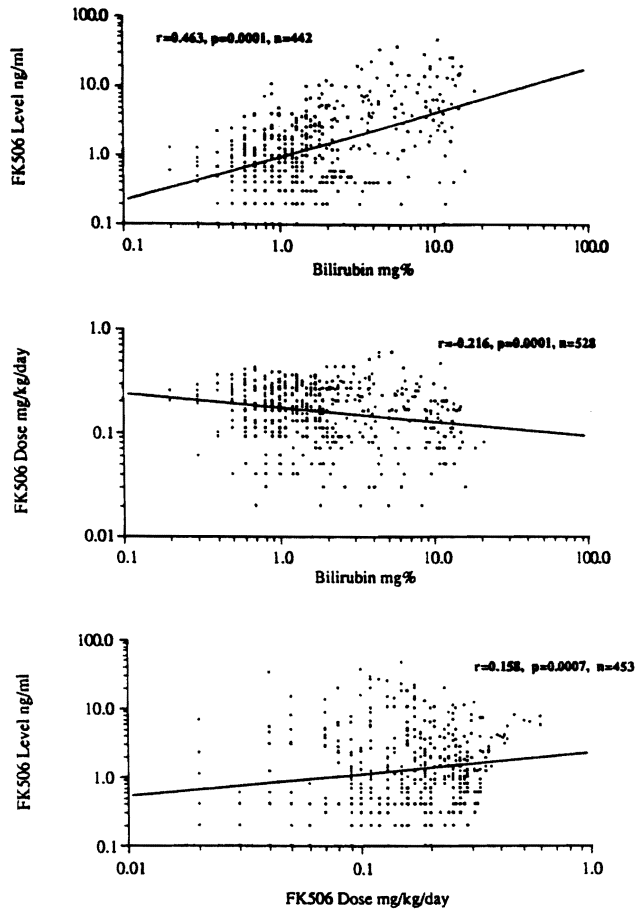 r=0.463, p=0.0001, n=442
FK506 Level ng/ml
100.0
10.0
1.0
0.1
0.1 1.0 10.0 100.0
Bilirubin mg%
r=-0.216, p=0.0001, n=528
FK506 Dose mg/kg/day
1.0
0.1
0.01
0.1 1.0 10.0 100.0
Bilirubin mg%
r=0.158, p=0.0007, n=453
FK506 Level ng/ml
100.0
10.0
1.0
0.1
0.01 0.1 1.0
FK506 Dose mg/kg/day